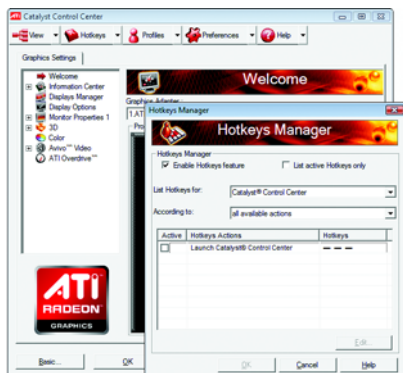 Catalyst Control Center
View Hotkeys Profiles Preferences Help
Graphics Settings
Welcome
Information Center
Displays Manager
Display Options
Monitor Properties 1
3D
Color
Avivo™ Video
ATI Overdrive™
Welcome
Graphics Adapter
1.AT
Hotkeys Manager
Hotkeys Manager
Hotkeys Manager
Enable Hotkeys feature
List active Hotkeys only
List Hotkeys for:
Catalyst® Control Center
According to:
all available actions
Active Hotkeys Actions Hotkeys
Launch Catalyst® Control Center — — —
Edit...
OK Cancel Help
ATI
RADEON
GRAPHICS
Basic... OK